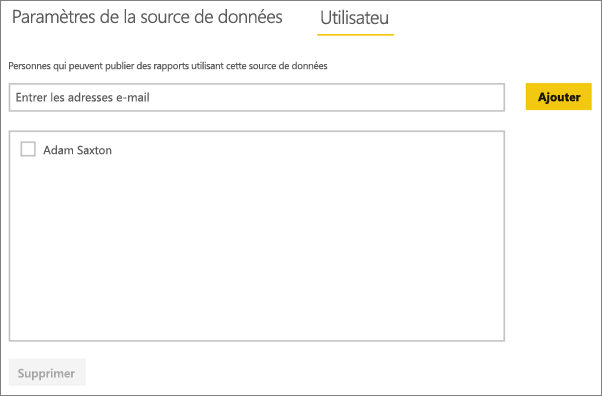 Paramètres de la source de données Utilisateu
Personnes qui peuvent publier des rapports utilisant cette source de données
Entrer les adresses e-mail Ajouter
Adam Saxton
Supprimer